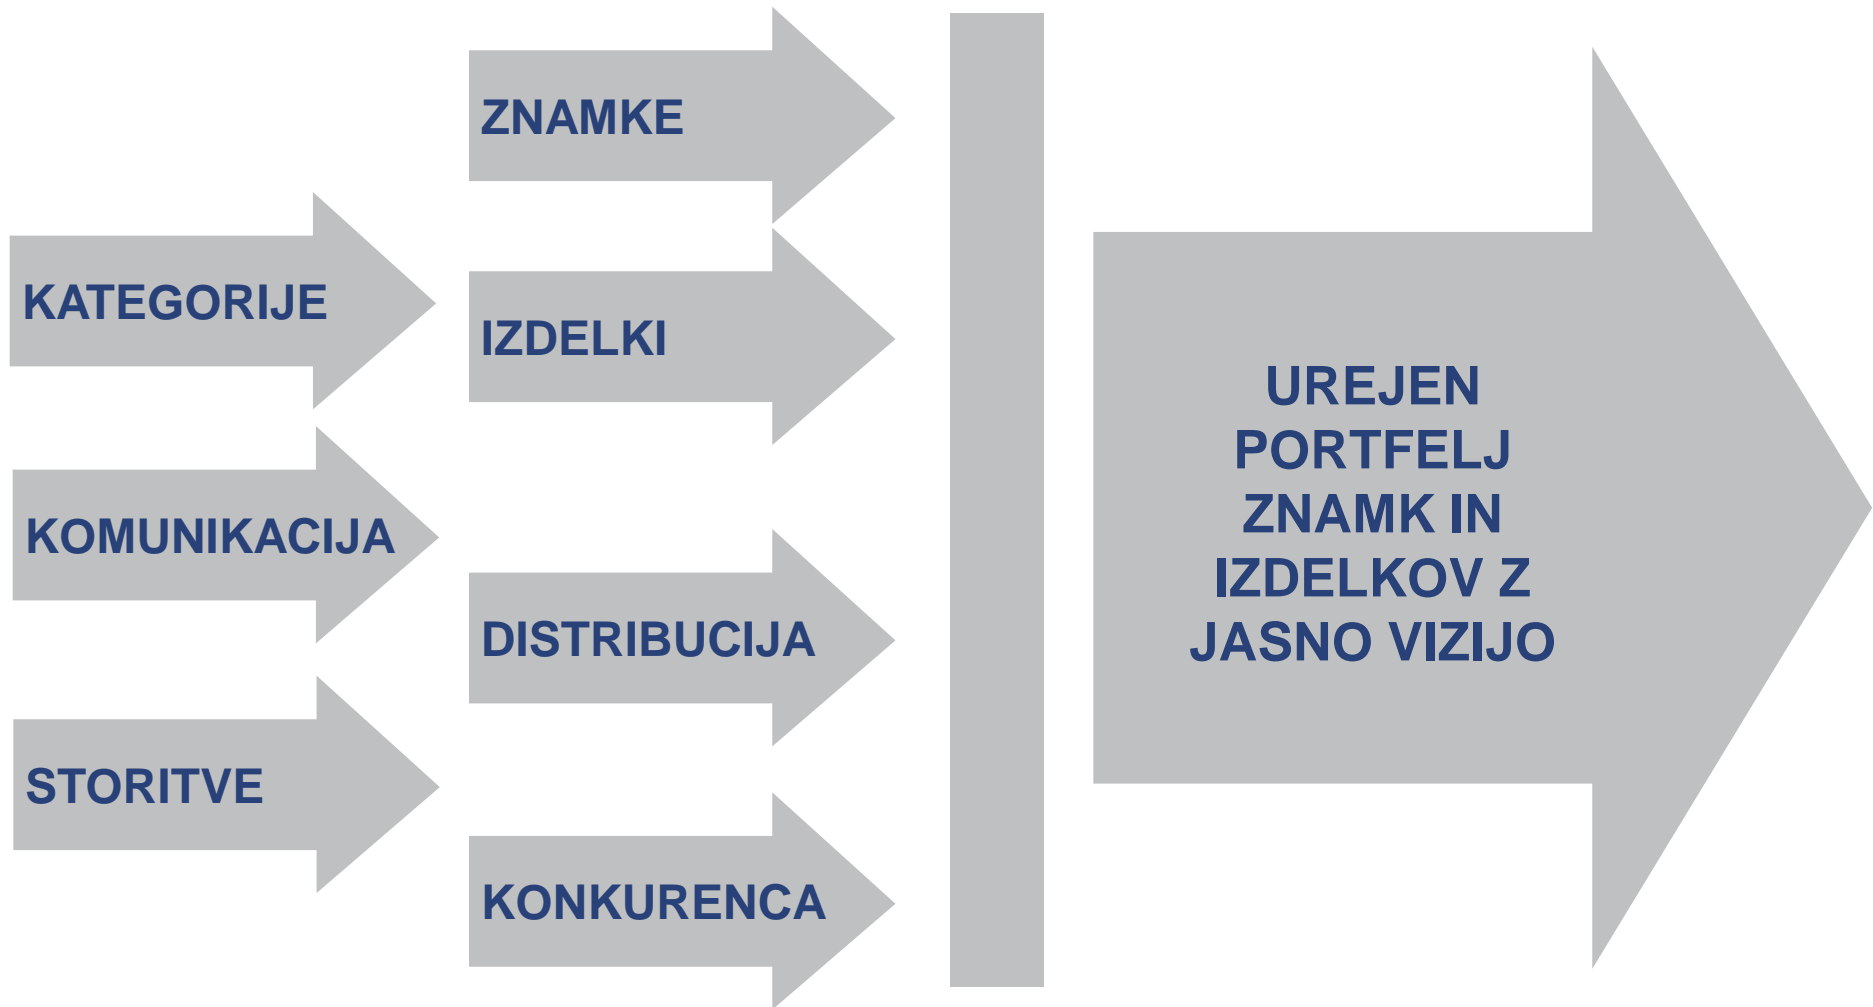 KATEGORIJE
KOMUNIKACIJA
STORITVE
ZNAMKE
IZDELKI
DISTRIBUCIJA
KONKURENCA
UREJEN
PORTFELJ
ZNAMK IN
IZDELKOV Z
JASNO VIZIJO